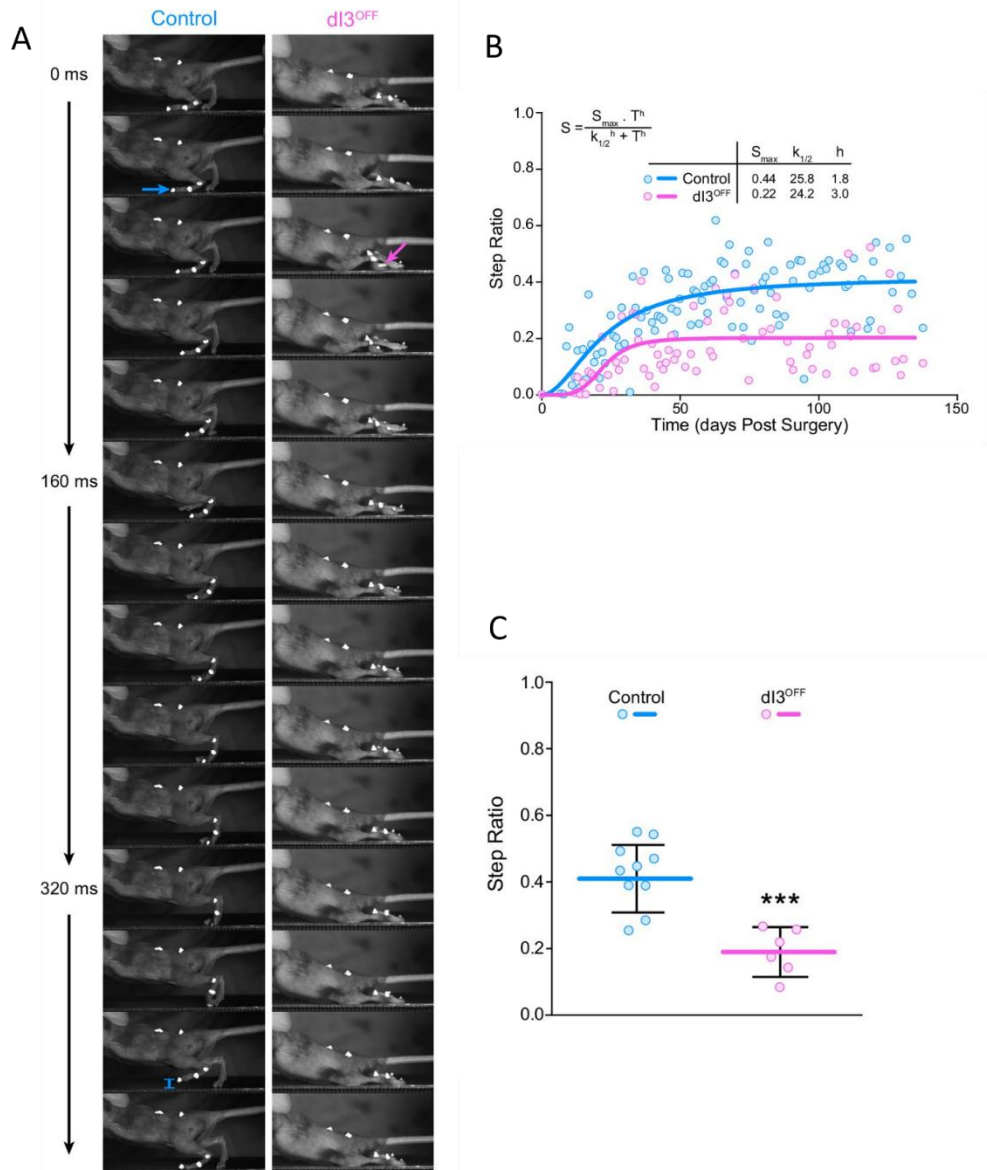 A
Control
dI3OFF
0 ms
160 ms
320 ms
B
1.0
0.8
0.6
0.4
0.2
0.0
Step Ratio
S = Smax . Tʰ
k1/2ʰ + Tʰ
Smax k1/2 h
Control 0.44 25.8 1.8
dI3OFF 0.22 24.2 3.0
0 50 100 150
Time (days Post Surgery)
C
1.0
0.8
0.6
0.4
0.2
0.0
Step Ratio
Control
dI3OFF
***